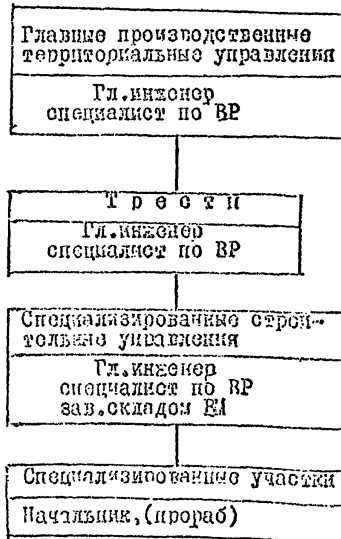 Главные производственные
территориальные управления
Гл.инженер
специалист по ВР
Т р е с т и
Гл.инженер
специалист по ВР
Специализированные строи-
тельные управления
Гл.инженер
специалист по ВР
зав.складом ВМ
Специализированные участки
Начальник,(прораб)